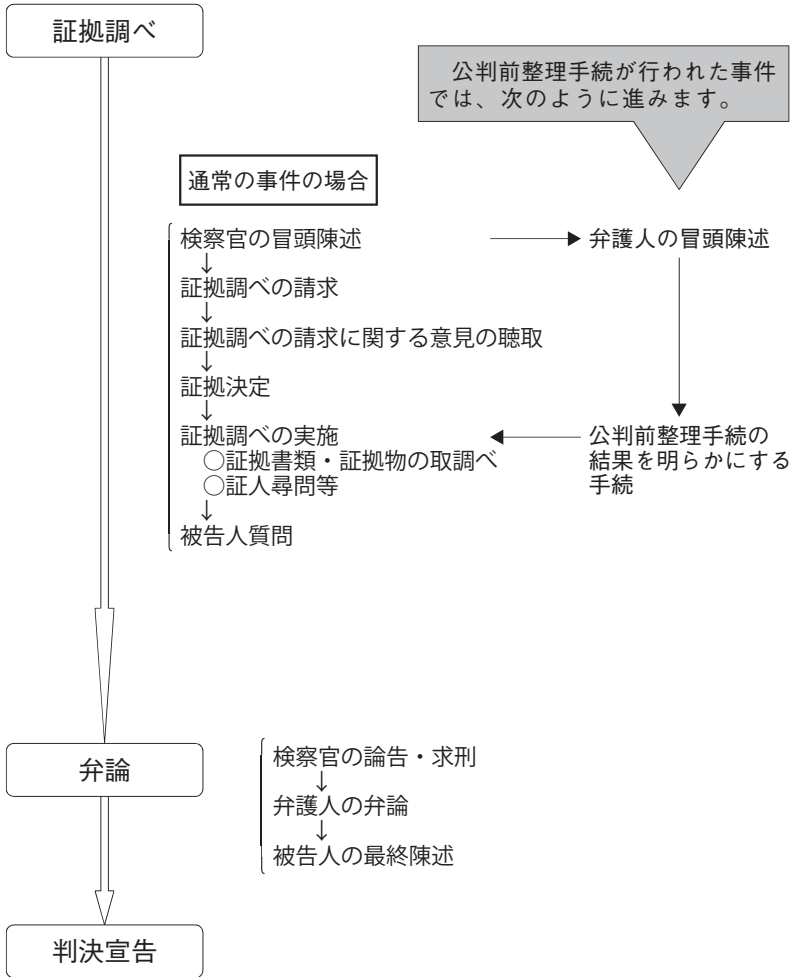 証拠調べ
公判前整理手続が行われた事件
では、次のように進みます。
通常の事件の場合
検察官の冒頭陳述
弁護人の冒頭陳述
↓
証拠調べの請求
↓
証拠調べの請求に関する意見の聴取
↓
証拠決定
↓
証拠調べの実施
○証拠書類・証拠物の取調べ
○証人尋問等
公判前整理手続の
結果を明らかにする
手続
↓
被告人質問
弁論
検察官の論告・求刑
↓
弁護人の弁論
↓
被告人の最終陳述
判決宣告